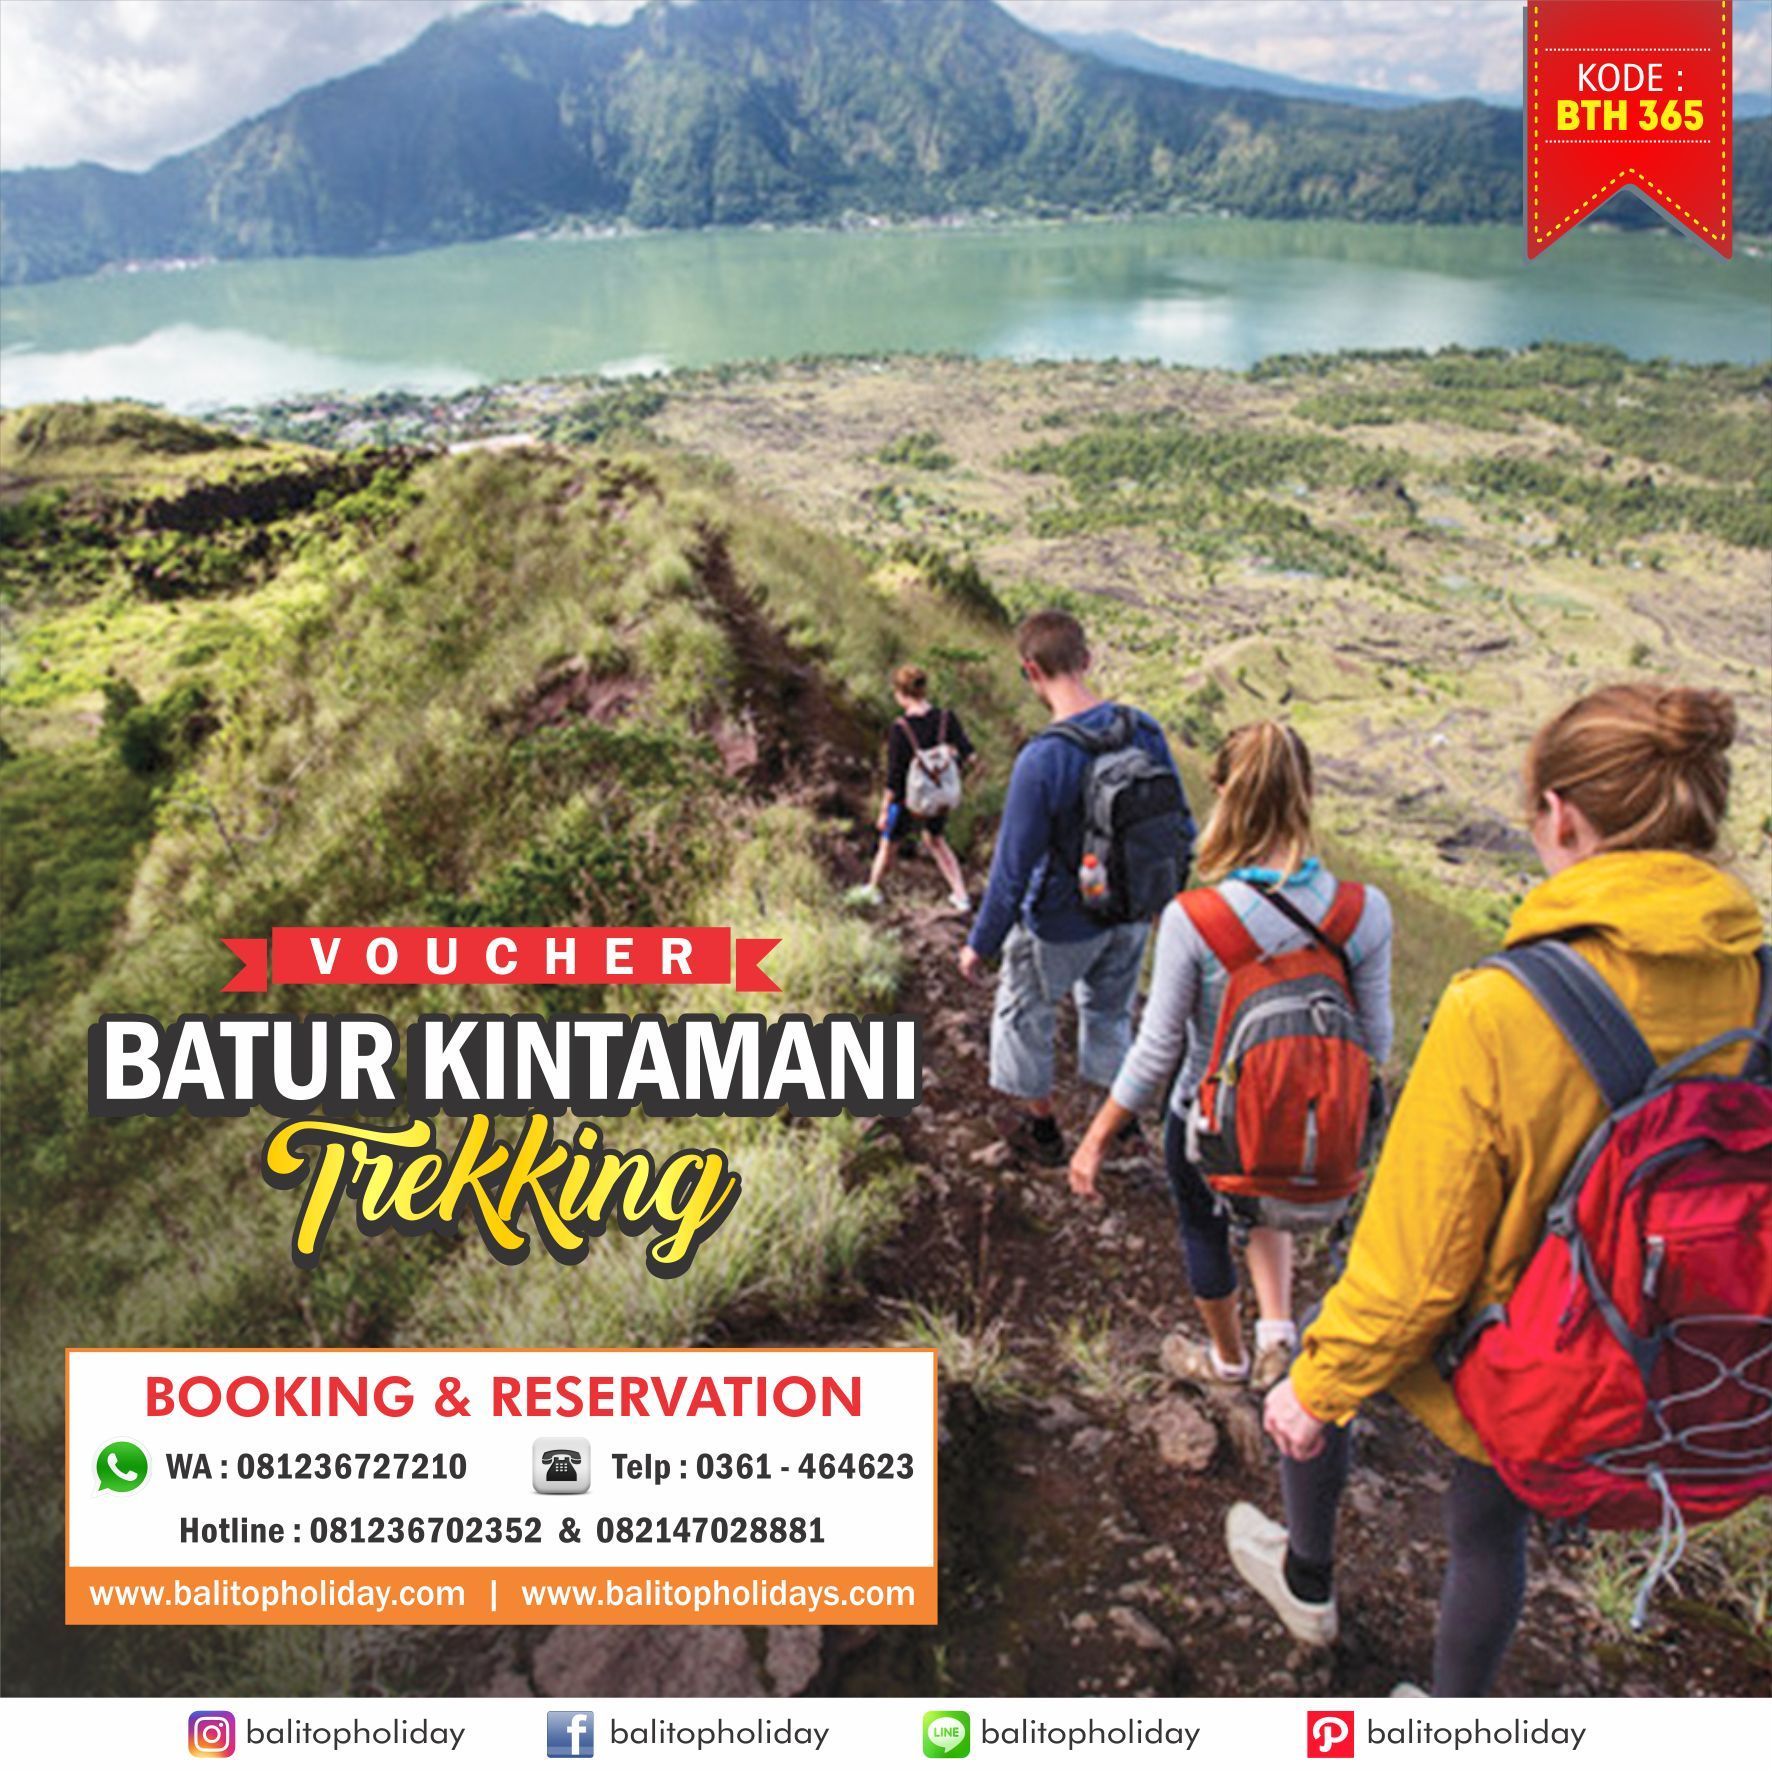 KODE :
BTH 365
VOUCHER
BATUR KINTAMANI
Trekking
BOOKING & RESERVATION
WA : 081236727210 Telp : 0361 - 464623
Hotline : 081236702352 & 082147028881
www.balitopholiday.com | www.balitopholidays.com
balitopholiday balitopholiday LINE balitopholiday balitopholiday